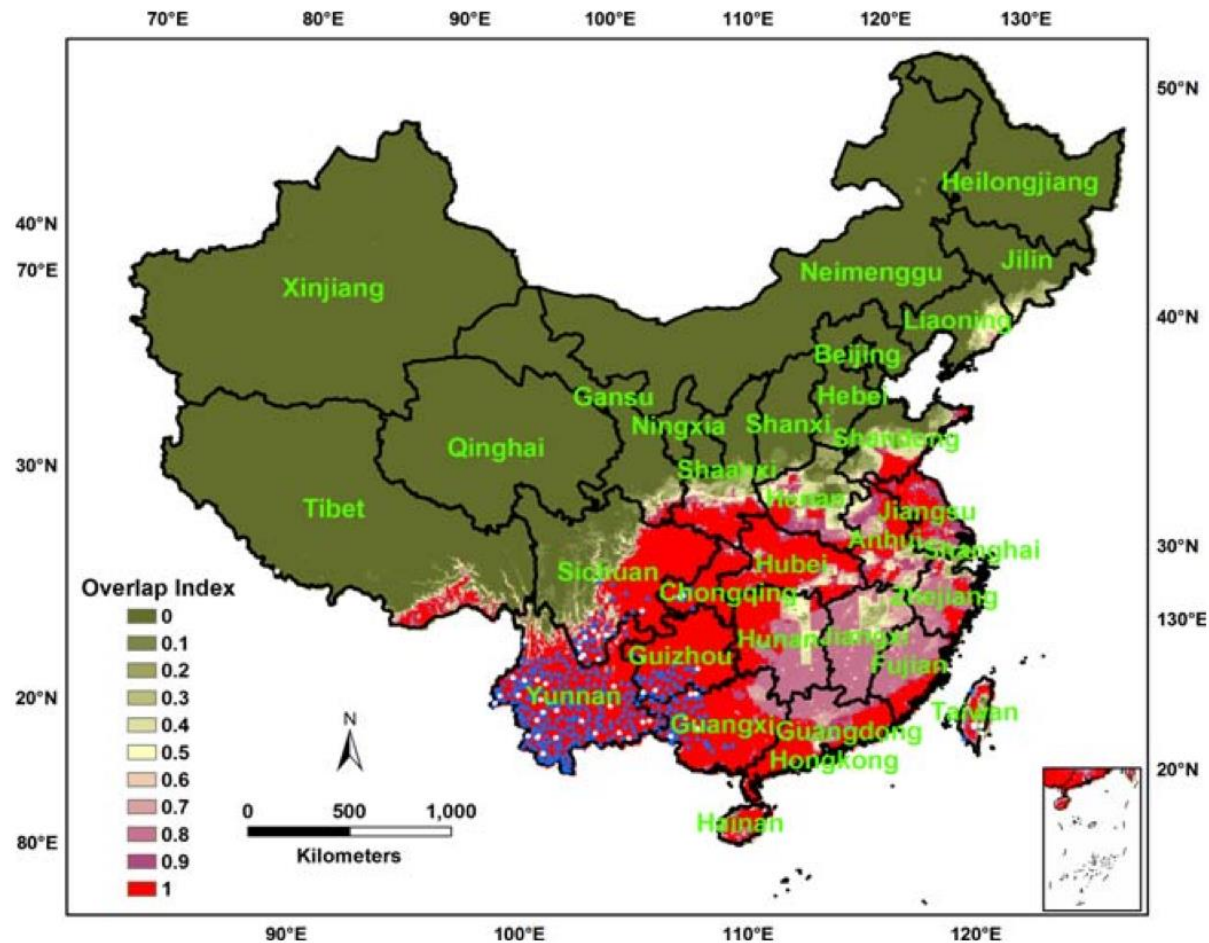 70°E 80°E 90°E 100°E 110°E 120°E 130°E
50°N
Heilongjiang
40°N
70°E
Jilin
Neimenggu
Xinjiang
Liaoning
40°N
Beijing
Gansu
Hebei
Ningxia
Shanxi
Shandong
Qinghai
30°N
Shaanxi
Henan
Tibet
Jiangsu
Anhui
Shanghai
30°N
Hubei
Sichuan
Overlap Index
Chongqing
Zhejiang
0
130°E
0.1
Hunan
Jiangxi
0.2
Guizhou
Fujian
0.3
20°N
Yunnan
Taiwan
0.4
N
Guangxi
Guangdong
0.5
Hongkong
20°N
0.6
0.7
0 500 1,000
0.8
Hainan
80°E
Kilometers
0.9
1
90°E 100°E 110°E 120°E